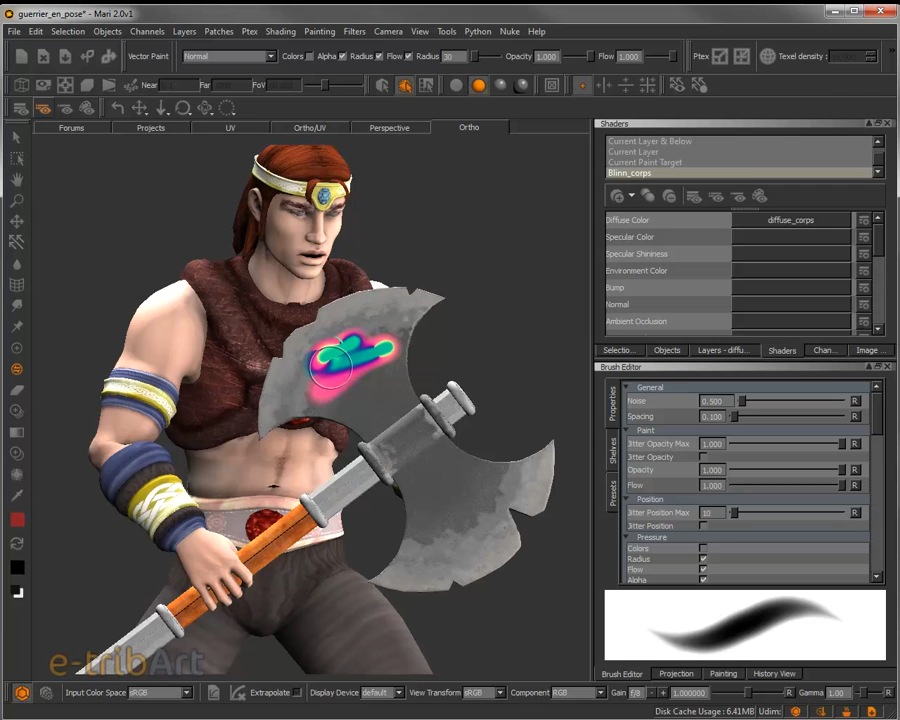 guerrier_en_pose* - Mari 2.0v1
File Edit Selection Objects Channels Layers Patches Ptex Shading Painting Filters Camera View Tools Python Nuke Help
Vector Paint Normal Colors Alpha Radius Flow Radius 30 Opacity 1.000 Flow 1.000 Ptex Texel density:
Near Far FoV
Forums Projects UV Ortho/UV Perspective Ortho
Shaders
Current Layer & Below
Current Layer
Current Paint Target
Blinn_corps
Diffuse Color diffuse_corps
Specular Color
Specular Shininess
Environment Color
Bump
Normal
Ambient Occlusion
Selectio... Objects Layers - diffu... Shaders Chan... Image ...
Brush Editor
Properties
Shelves
Presets
General
Noise 0.500 R
Spacing 0.100 R
Paint
Jitter Opacity Max 1.000 R
Jitter Opacity
Opacity 1.000 R
Flow 1.000 R
Position
Jitter Position Max 10 R
Jitter Position
Pressure
Colors
Radius
Flow
Alpha
e-tribArt
Brush Editor Projection Painting History View
Input Color Space sRGB Extrapolate Display Device default View Transform sRGB Component RGB Gain f/8 - + 1.000000 R Gamma 1.00 R
Disk Cache Usage: 6.41MB Udim: